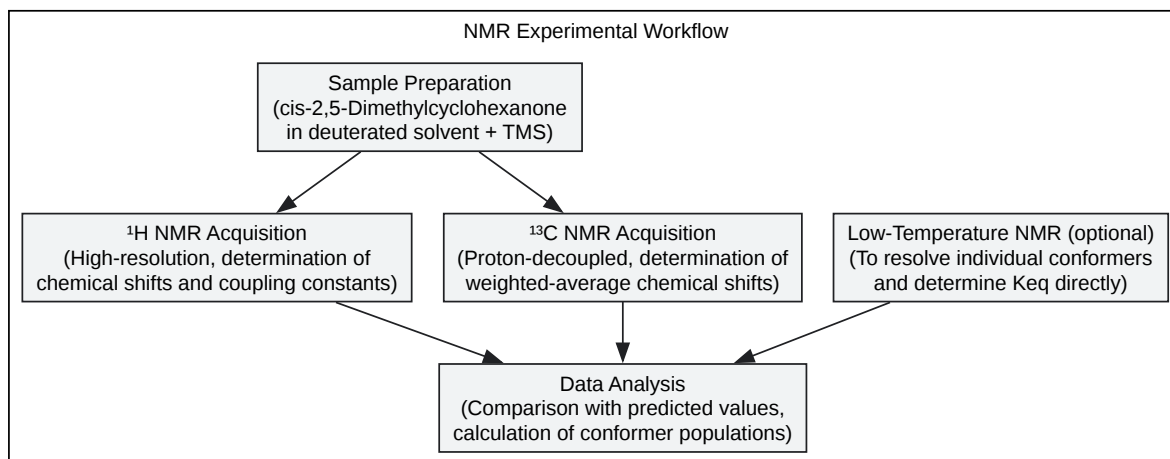 NMR Experimental Workflow
Sample Preparation
(cis-2,5-Dimethylcyclohexanone
in deuterated solvent + TMS)
¹H NMR Acquisition
(High-resolution, determination of
chemical shifts and coupling constants)
¹³C NMR Acquisition
(Proton-decoupled, determination of
weighted-average chemical shifts)
Low-Temperature NMR (optional)
(To resolve individual conformers
and determine Keq directly)
Data Analysis
(Comparison with predicted values,
calculation of conformer populations)